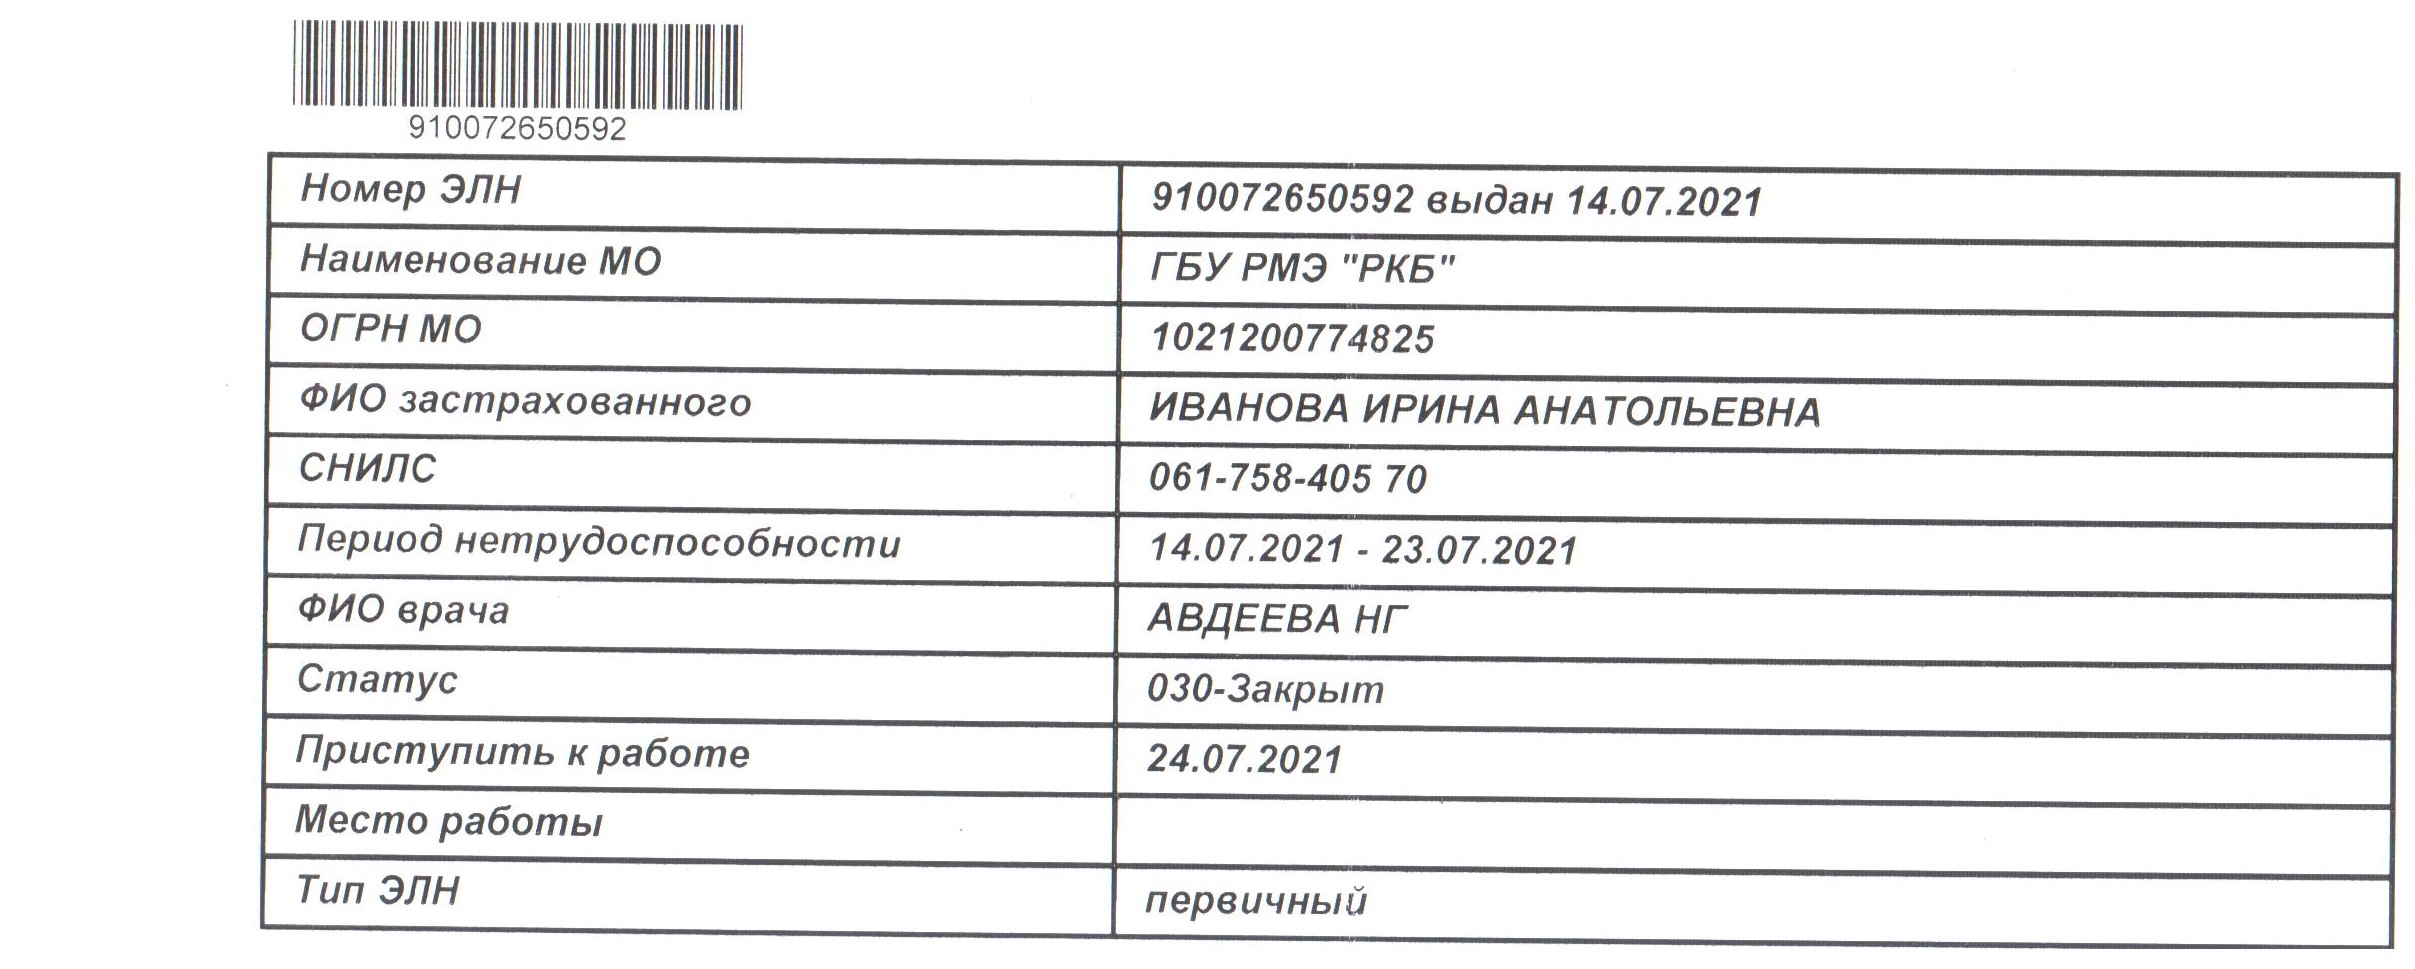 910072650592
Номер ЭЛН 910072650592 выдан 14.07.2021
Наименование МО ГБУ РМЭ "РКБ"
ОГРН МО 1021200774825
ФИО застрахованного ИВАНОВА ИРИНА АНАТОЛЬЕВНА
СНИЛС 061-758-405 70
Период нетрудоспособности 14.07.2021 - 23.07.2021
ФИО врача АВДЕЕВА НГ
Статус 030-Закрыт
Приступить к работе 24.07.2021
Место работы
Тип ЭЛН первичный